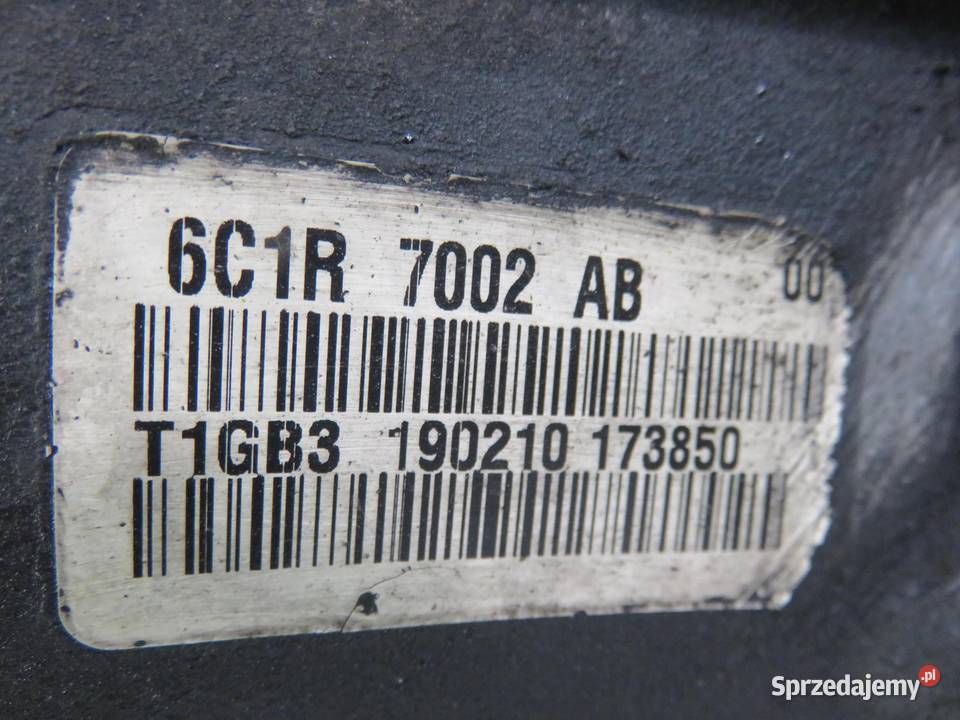 6C1R 7002 AB 00
T1GB3 190210 173850
Sprzedajemy.pl